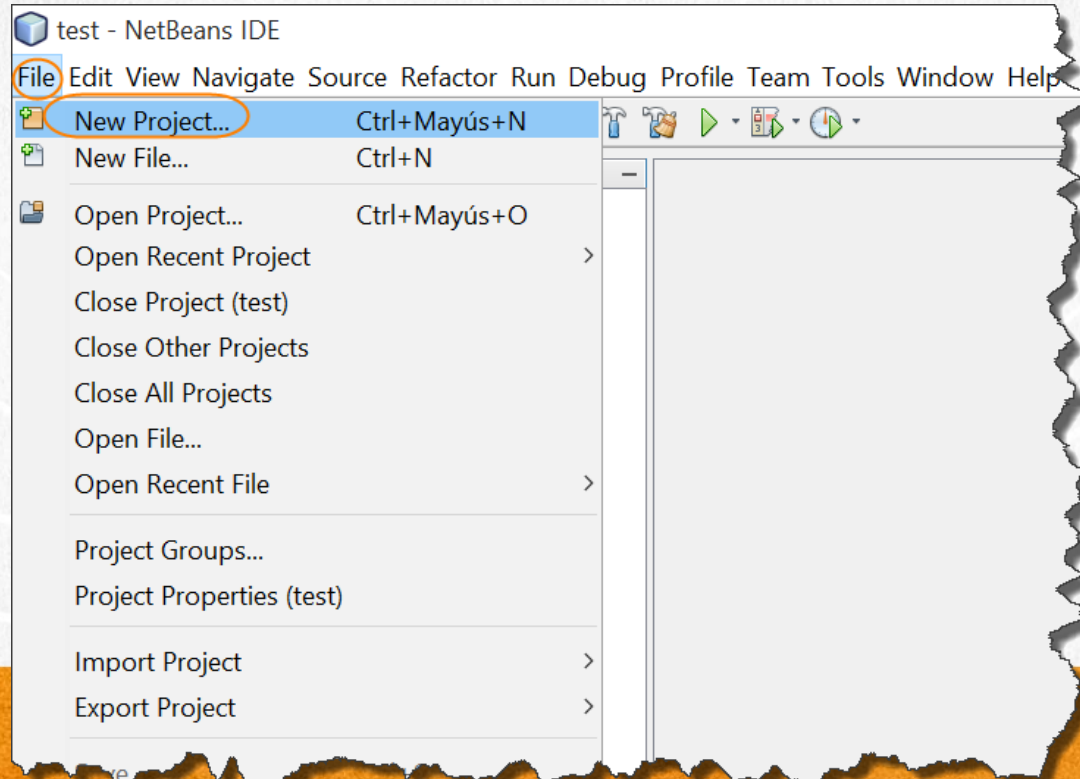 test - NetBeans IDE
File Edit View Navigate Source Refactor Run Debug Profile Team Tools Window Help
New Project... Ctrl+Mayús+N
New File... Ctrl+N
Open Project... Ctrl+Mayús+O
Open Recent Project
Close Project (test)
Close Other Projects
Close All Projects
Open File...
Open Recent File
Project Groups...
Project Properties (test)
Import Project
Export Project